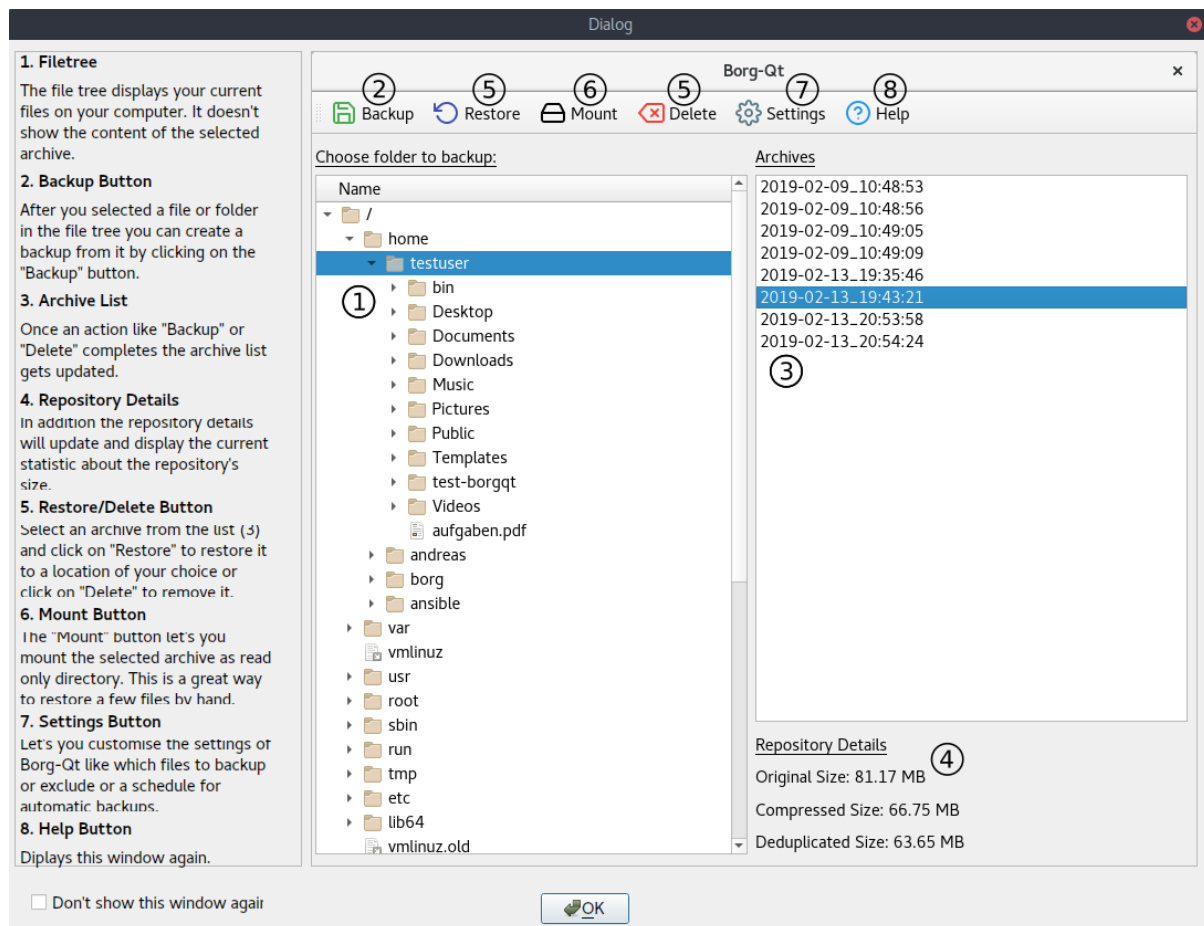 Dialog
1. Filetree
The file tree displays your current
files on your computer. It doesn't
show the content of the selected
archive.
2. Backup Button
After you selected a file or folder
in the file tree you can create a
backup from it by clicking on the
"Backup" button.
3. Archive List
Once an action like "Backup" or
"Delete" completes the archive list
gets updated.
4. Repository Details
In addition the repository details
will update and display the current
statistic about the repository's
size.
5. Restore/Delete Button
Select an archive from the list (3)
and click on "Restore" to restore it
to a location of your choice or
click on "Delete" to remove it.
6. Mount Button
The "Mount" button let's you
mount the selected archive as read
only directory. This is a great way
to restore a few files by hand.
7. Settings Button
Let's you customise the settings of
Borg-Qt like which files to backup
or exclude or a schedule for
automatic backups.
8. Help Button
Diplays this window again.
Borg-Qt
2 5 6 5 7 8
Backup Restore Mount Delete Settings Help
Choose folder to backup:
Name
/
home
testuser
1
bin
Desktop
Documents
Downloads
Music
Pictures
Public
Templates
test-borgqt
Videos
aufgaben.pdf
andreas
borg
ansible
var
vmlinuz
usr
root
sbin
run
tmp
etc
lib64
vmlinuz.old
Archives
2019-02-09_10:48:53
2019-02-09_10:48:56
2019-02-09_10:49:05
2019-02-09_10:49:09
2019-02-13_19:35:46
2019-02-13_19:43:21
2019-02-13_20:53:58
2019-02-13_20:54:24
3
Repository Details
4
Original Size: 81.17 MB
Compressed Size: 66.75 MB
Deduplicated Size: 63.65 MB
Don't show this window again
OK